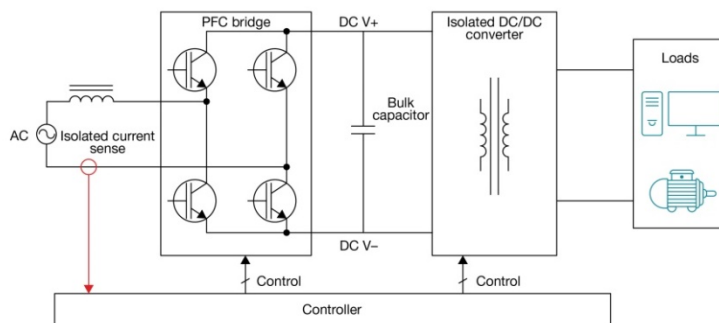 PFC bridge
DC V+
Isolated DC/DC
converter
Loads
AC
Isolated current
sense
Bulk
capacitor
DC V−
Control
Control
Controller